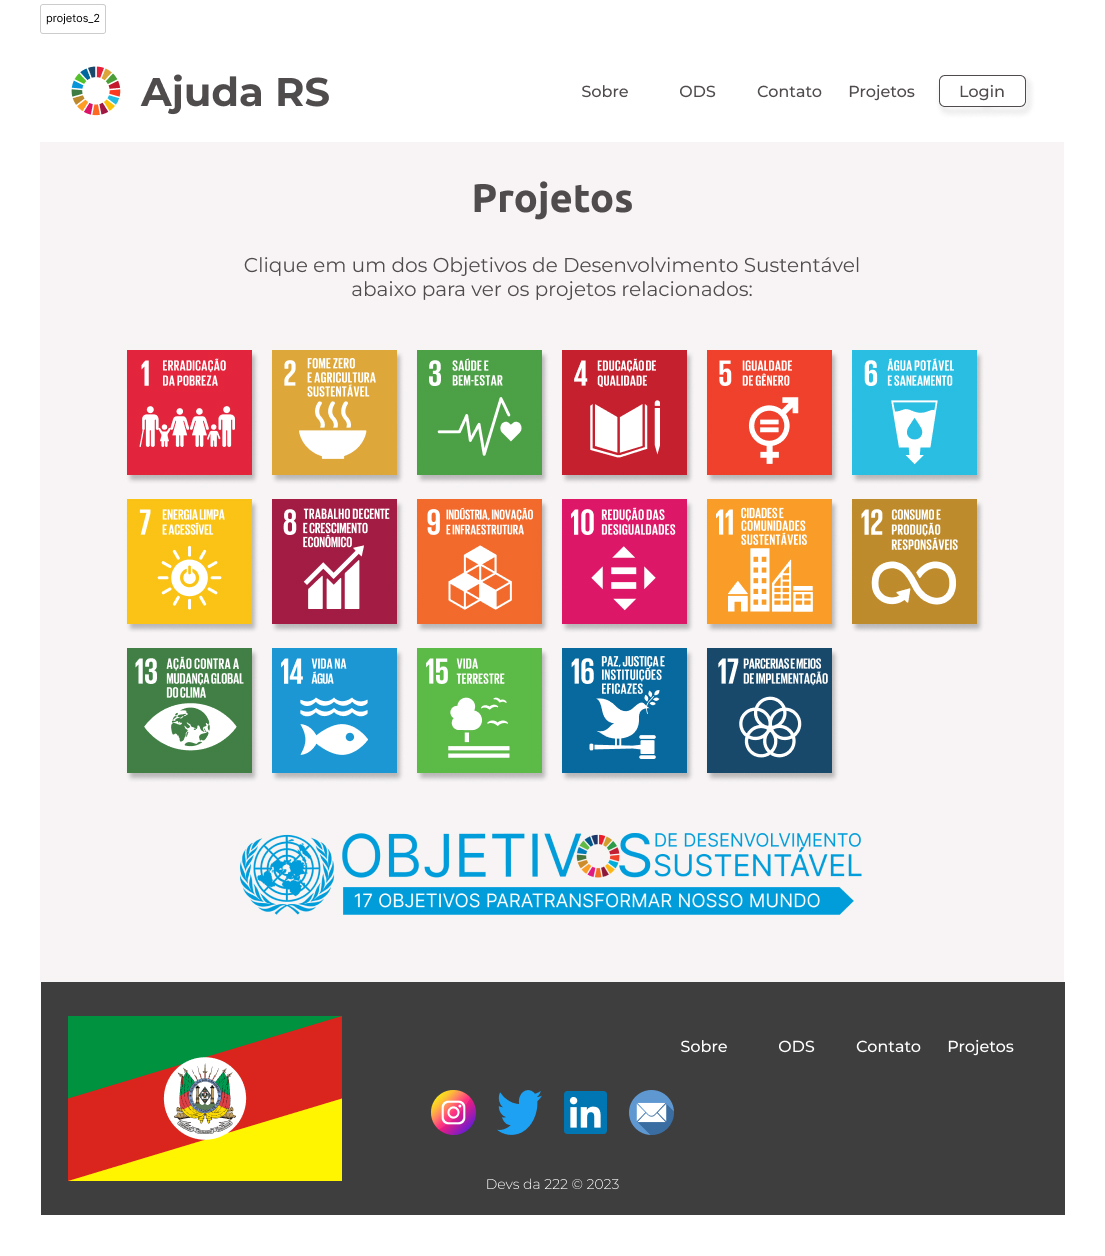 projetos_2
Ajuda RS
Sobre ODS Contato Projetos Login
Projetos
Clique em um dos Objetivos de Desenvolvimento Sustentável
abaixo para ver os projetos relacionados:
1 ERRADICAÇÃO
DA POBREZA
2 FOME ZERO
E AGRICULTURA
SUSTENTÁVEL
3 SAÚDE E
BEM-ESTAR
4 EDUCAÇÃO DE
QUALIDADE
5 IGUALDADE
DE GÊNERO
6 ÁGUA POTÁVEL
E SANEAMENTO
7 ENERGIA LIMPA
E ACESSÍVEL
8 TRABALHO DECENTE
E CRESCIMENTO
ECONÔMICO
9 INDÚSTRIA, INOVAÇÃO
E INFRAESTRUTURA
10 REDUÇÃO DAS
DESIGUALDADES
11 CIDADES E
COMUNIDADES
SUSTENTÁVEIS
12 CONSUMO E
PRODUÇÃO
RESPONSÁVEIS
13 AÇÃO CONTRA A
MUDANÇA GLOBAL
DO CLIMA
14 VIDA NA
ÁGUA
15 VIDA
TERRESTRE
16 PAZ, JUSTIÇA E
INSTITUIÇÕES
EFICAZES
17 PARCERIAS E MEIOS
DE IMPLEMENTAÇÃO
OBJETIVOS DE DESENVOLVIMENTO
SUSTENTÁVEL
17 OBJETIVOS PARATRANSFORMAR NOSSO MUNDO
Sobre ODS Contato Projetos
in
Devs da 222 © 2023